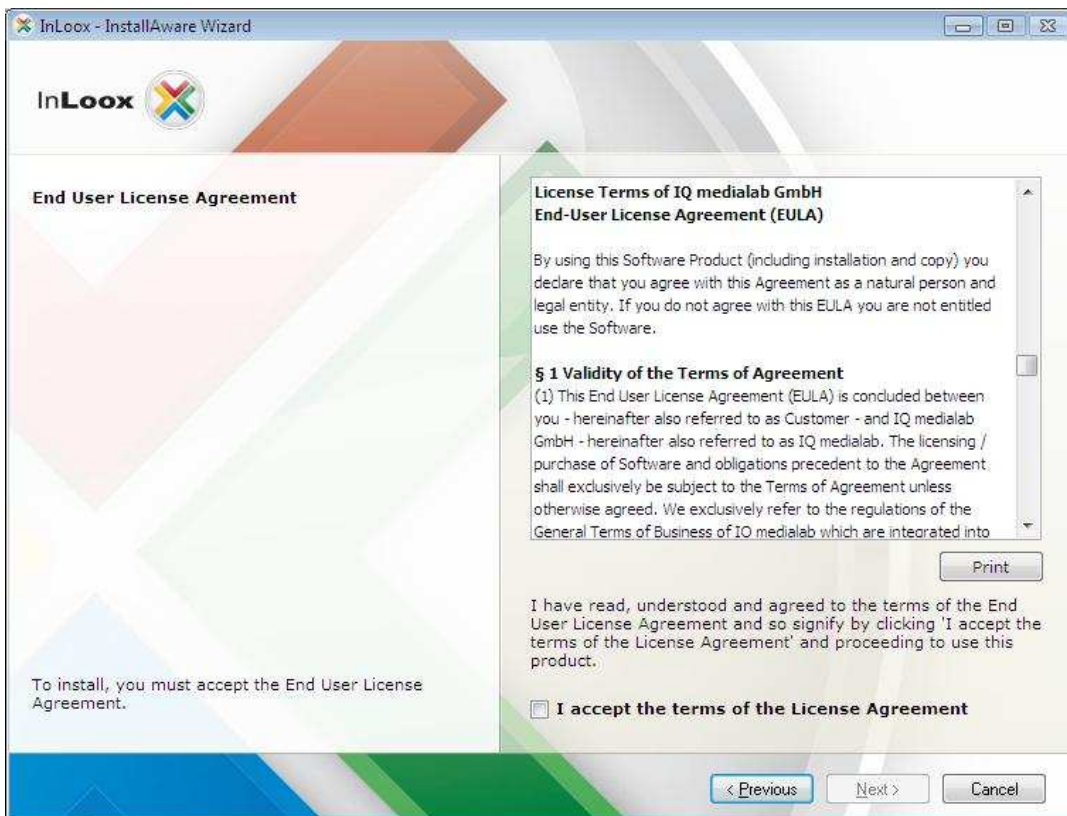 InLoox - InstallAware Wizard
InLoox
End User License Agreement
License Terms of IQ medialab GmbH
End-User License Agreement (EULA)
By using this Software Product (including installation and copy) you
declare that you agree with this Agreement as a natural person and
legal entity. If you do not agree with this EULA you are not entitled
use the Software.
§ 1 Validity of the Terms of Agreement
(1) This End User License Agreement (EULA) is concluded between
you - hereinafter also referred to as Customer - and IQ medialab
GmbH - hereinafter also referred to as IQ medialab. The licensing /
purchase of Software and obligations precedent to the Agreement
shall exclusively be subject to the Terms of Agreement unless
otherwise agreed. We exclusively refer to the regulations of the
General Terms of Business of IQ medialab which are integrated into
Print
I have read, understood and agreed to the terms of the End
User License Agreement and so signify by clicking 'I accept the
terms of the License Agreement' and proceeding to use this
product.
To install, you must accept the End User License
Agreement.
I accept the terms of the License Agreement
< Previous
Next >
Cancel